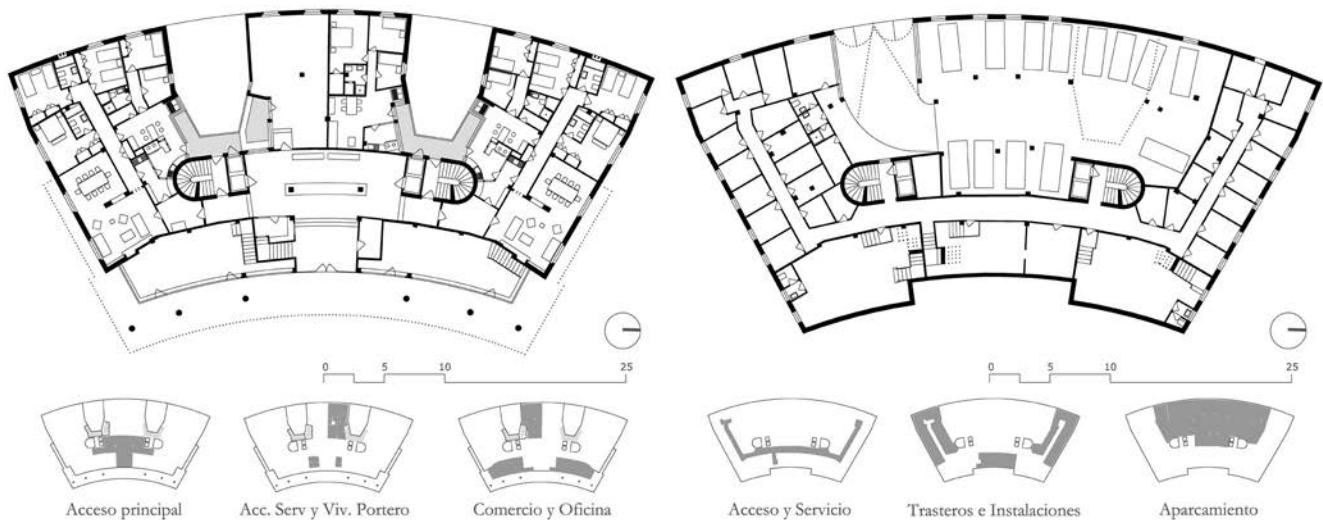 0 5 10 25
0 5 10 25
Acceso principal
Acc. Serv y Viv. Portero
Comercio y Oficina
Acceso y Servicio
Trasteros e Instalaciones
Aparcamiento